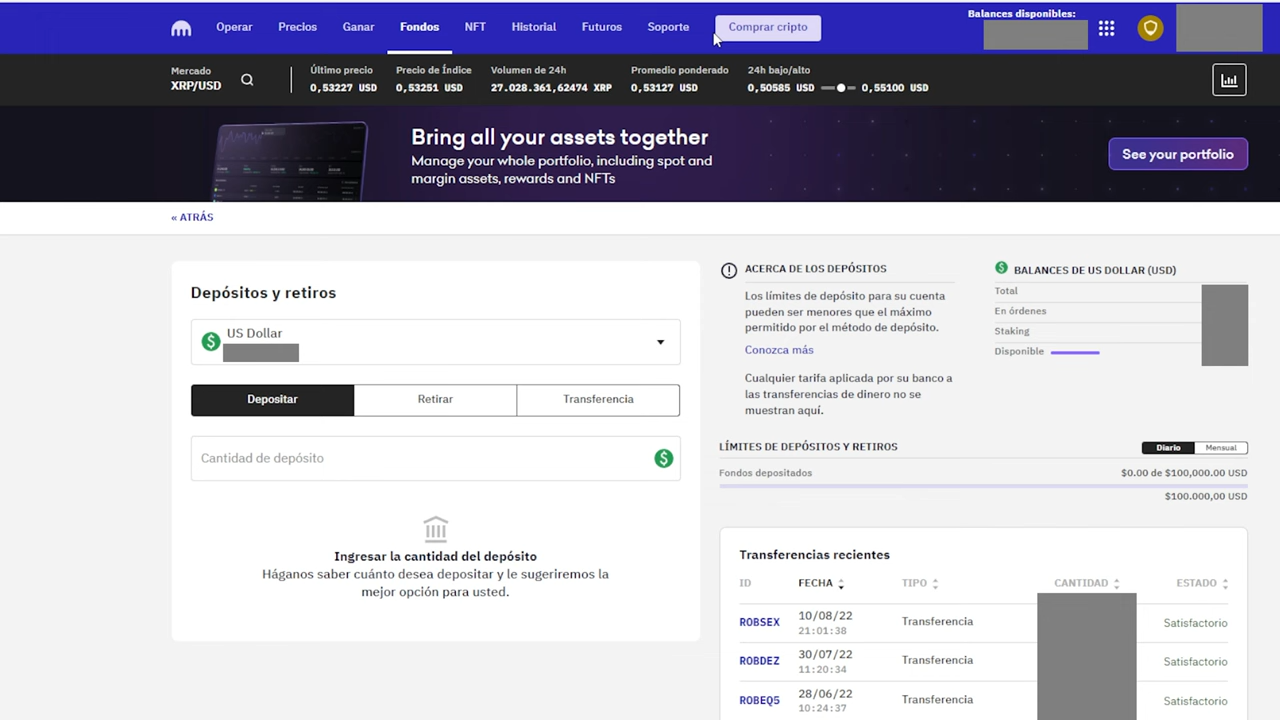 Operar Precios Ganar Fondos NFT Historial Futuros Soporte Comprar cripto Balances disponibles:
Mercado
XRP/USD
Último precio
0,53227 USD
Precio de Índice
0,53251 USD
Volumen de 24h
27.028.361,62474 XRP
Promedio ponderado
0,53127 USD
24h bajo/alto
0,50585 USD 0,55100 USD
Bring all your assets together
Manage your whole portfolio, including spot and
margin assets, rewards and NFTs
See your portfolio
« ATRÁS
Depósitos y retiros
US Dollar
Depositar Retirar Transferencia
Cantidad de depósito
Ingresar la cantidad del depósito
Háganos saber cuánto desea depositar y le sugeriremos la
mejor opción para usted.
ACERCA DE LOS DEPÓSITOS
Los límites de depósito para su cuenta
pueden ser menores que el máximo
permitido por el método de depósito.
Conozca más
Cualquier tarifa aplicada por su banco a
las transferencias de dinero no se
muestran aquí.
BALANCES DE US DOLLAR (USD)
Total
En órdenes
Staking
Disponible
LÍMITES DE DEPÓSITOS Y RETIROS Diario Mensual
Fondos depositados $0.00 de $100,000.00 USD
$100.000,00 USD
Transferencias recientes
ID FECHA TIPO CANTIDAD ESTADO
ROBSEX 10/08/22 21:01:38 Transferencia Satisfactorio
ROBDEZ 30/07/22 11:20:34 Transferencia Satisfactorio
ROBEQ5 28/06/22 10:24:37 Transferencia Satisfactorio